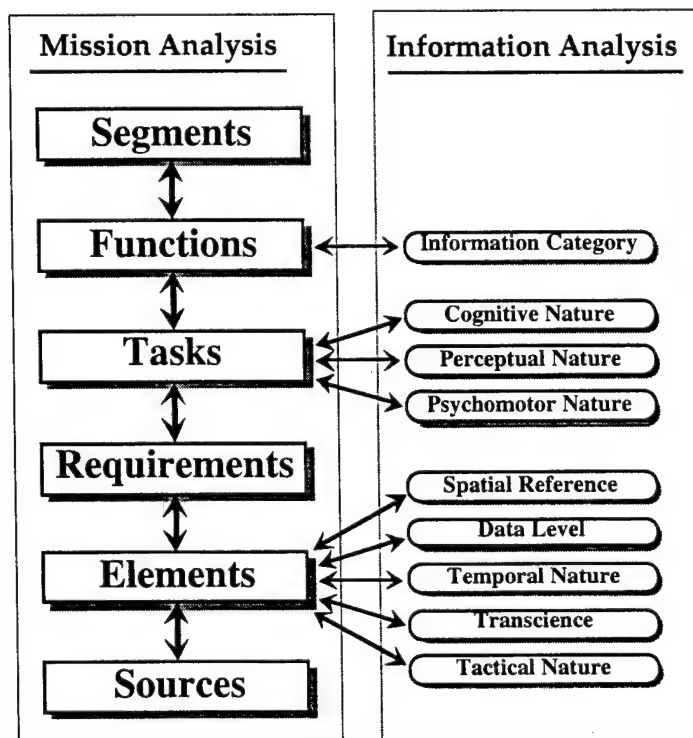 Mission Analysis
Segments
Functions
Tasks
Requirements
Elements
Sources
Information Analysis
Information Category
Cognitive Nature
Perceptual Nature
Psychomotor Nature
Spatial Reference
Data Level
Temporal Nature
Transcience
Tactical Nature